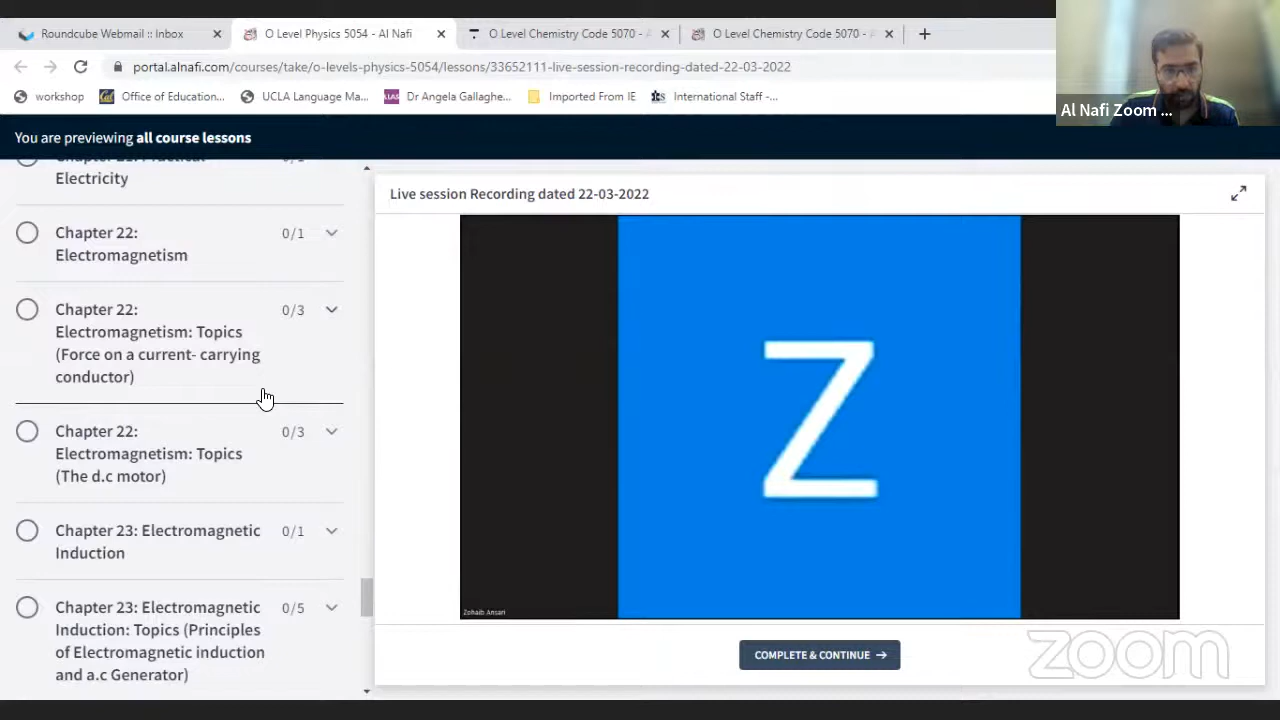 Roundcube Webmail :: Inbox
O Level Physics 5054 - Al Nafi
O Level Chemistry Code 5070 -
O Level Chemistry Code 5070 -
portal.alnafi.com/courses/take/o-levels-physics-5054/lessons/33652111-live-session-recording-dated-22-03-2022
workshop
Office of Education...
UCLA Language Ma...
Dr Angela Gallaghe...
Imported From IE
International Staff -...
Al Nafi Zoom ...
You are previewing all course lessons
Electricity
Chapter 22:
0/1
Electromagnetism
Chapter 22:
0/3
Electromagnetism: Topics
(Force on a current- carrying
conductor)
Chapter 22:
0/3
Electromagnetism: Topics
(The d.c motor)
Chapter 23: Electromagnetic
0/1
Induction
Chapter 23: Electromagnetic
0/5
Induction: Topics (Principles
of Electromagnetic induction
and a.c Generator)
Live session Recording dated 22-03-2022
Z
Zohaib Ansari
COMPLETE & CONTINUE
zoom